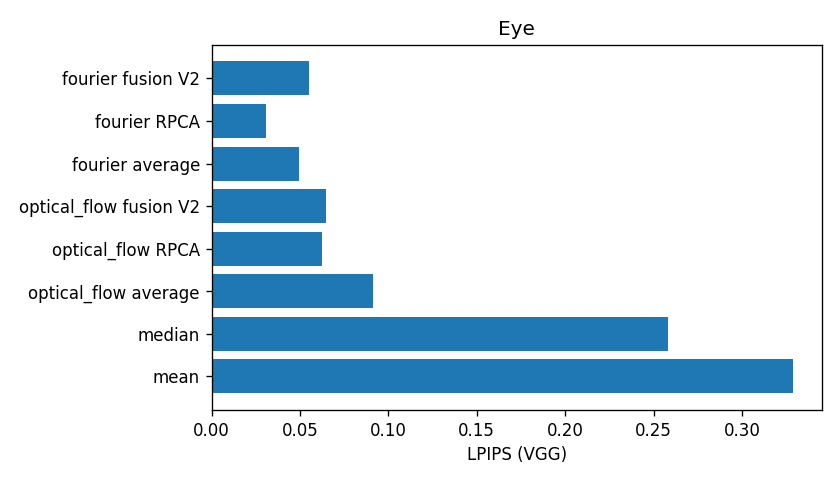 Eye
fourier fusion V2
fourier RPCA
fourier average
optical_flow fusion V2
optical_flow RPCA
optical_flow average
median
mean
0.00 0.05 0.10 0.15 0.20 0.25 0.30
LPIPS (VGG)